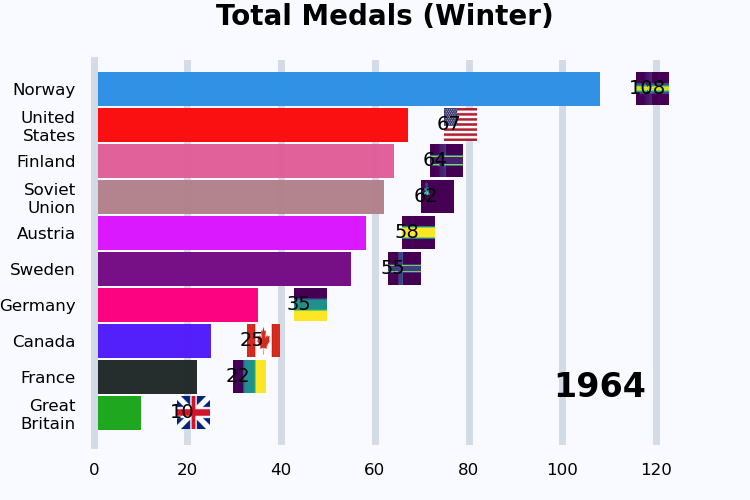 Total Medals (Winter)
Norway 108
United
States 67
Finland 64
Soviet
Union 62
Austria 58
Sweden 55
Germany 35
Canada 25
France 22
Great
Britain 10
1964
0 20 40 60 80 100 120